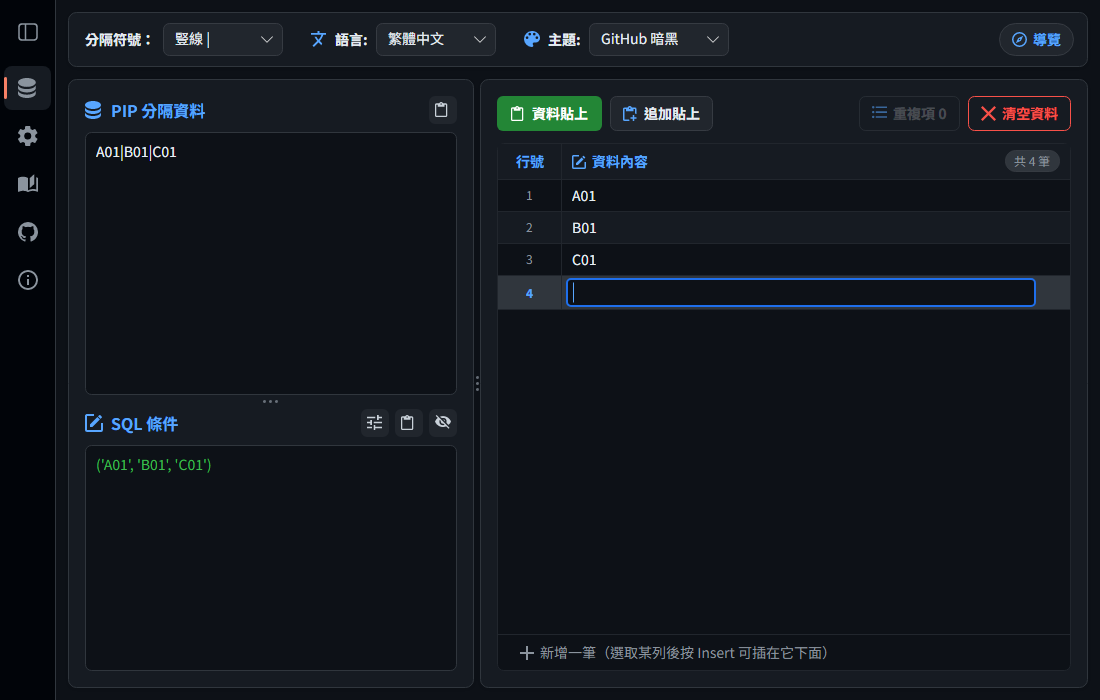 分隔符號： 豎線 | 語言: 繁體中文 主題: GitHub 暗黑 導覽
PIP 分隔資料
A01|B01|C01
SQL 條件
('A01', 'B01', 'C01')
資料貼上 追加貼上 重複項 0 清空資料
行號 資料內容 共 4 筆
1 A01
2 B01
3 C01
4
新增一筆（選取某列後按 Insert 可插在它下面）